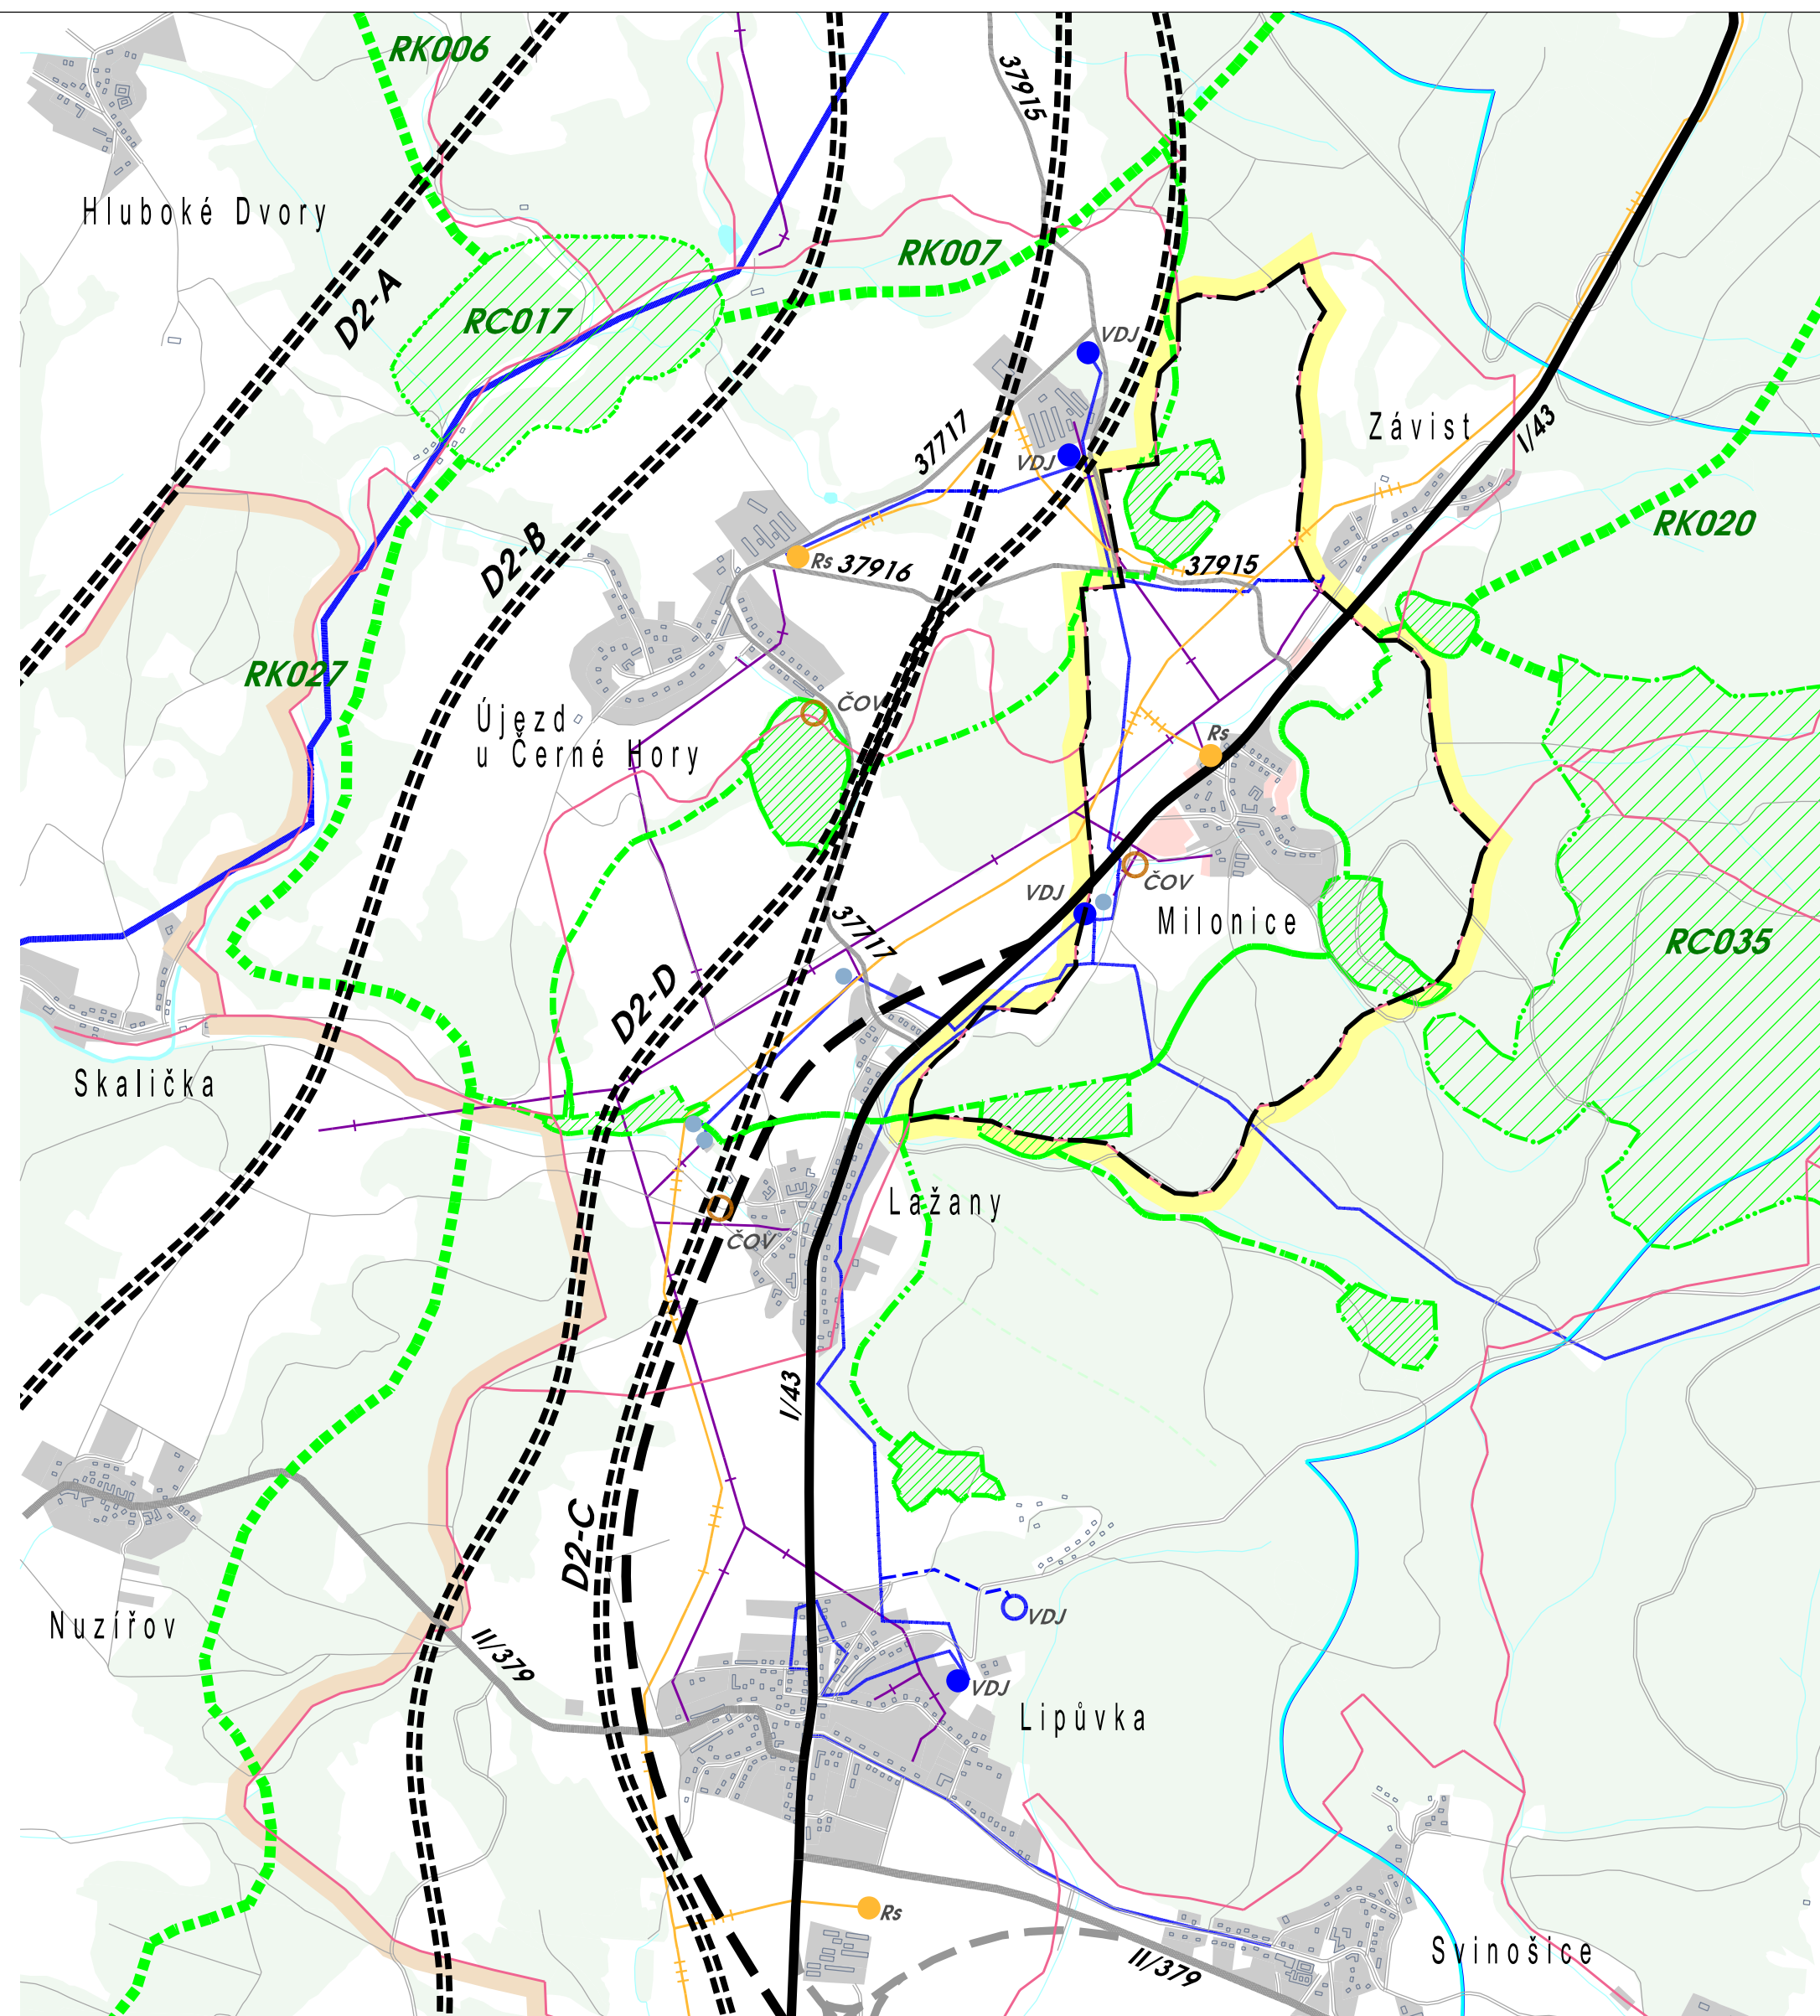 RK006
37915
Hluboké Dvory
RK007
D2-A
RC017
VDJ
37717
Závist
I/43
VDJ
RK020
D2-B
Rs
37916
37915
RK027
Újezd
u Černé Hory
ČOV
Rs
ČOV
VDJ
Milonice
37717
RC035
D2-D
Skalička
Lažany
ČOV
I/43
D2-C
Nuzířov
VDJ
II/379
VDJ
Lipůvka
Rs
II/379
Svinošice